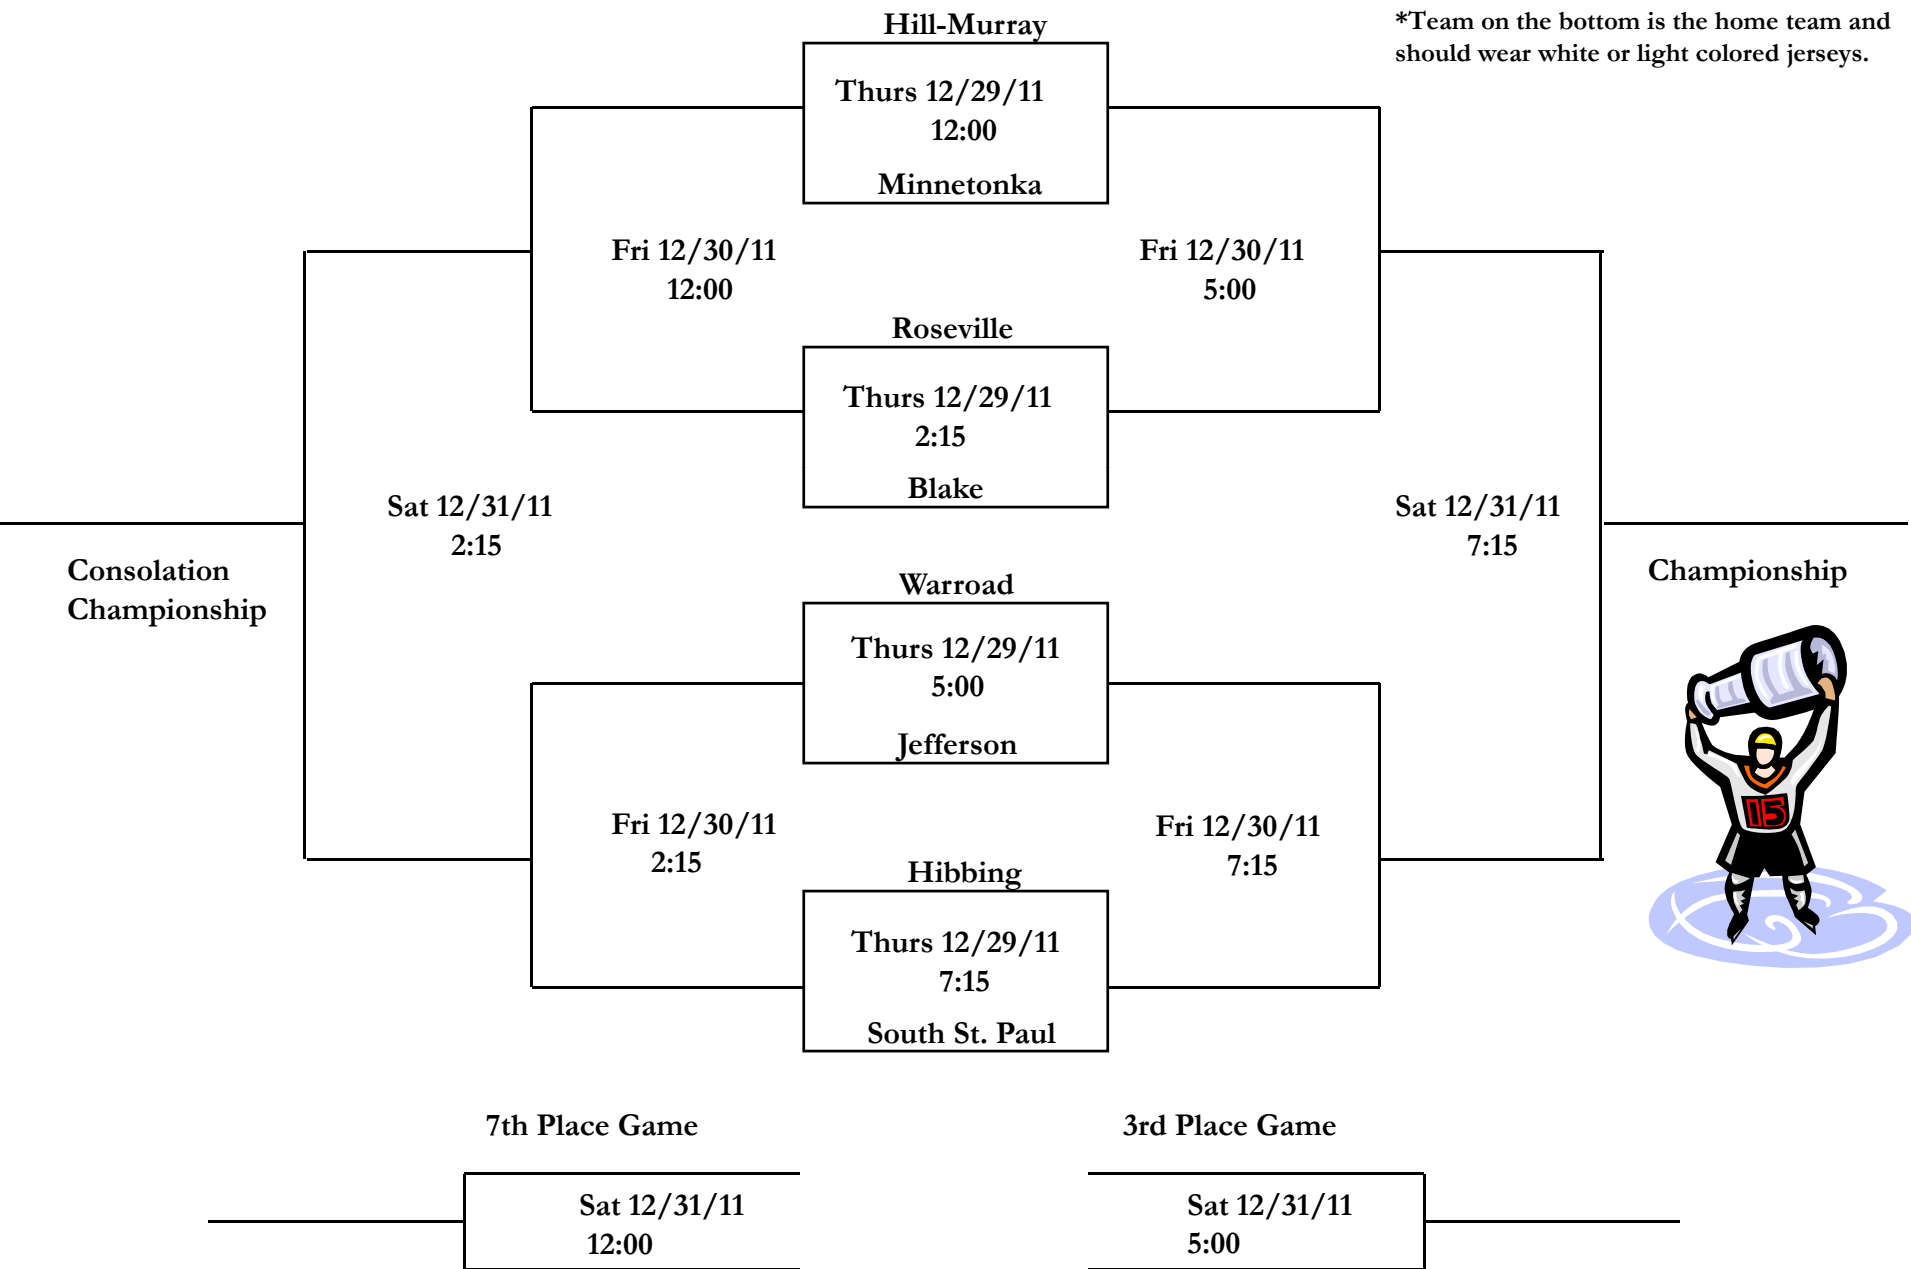 Hill-Murray
*Team on the bottom is the home team and
should wear white or light colored jerseys.
Thurs 12/29/11
12:00
Minnetonka
Fri 12/30/11
12:00
Fri 12/30/11
5:00
Roseville
Thurs 12/29/11
2:15
Blake
Sat 12/31/11
2:15
Sat 12/31/11
7:15
Consolation
Championship
Championship
Warroad
Thurs 12/29/11
5:00
Jefferson
15
Fri 12/30/11
2:15
Fri 12/30/11
7:15
Hibbing
Thurs 12/29/11
7:15
South St. Paul
7th Place Game
3rd Place Game
Sat 12/31/11
12:00
Sat 12/31/11
5:00